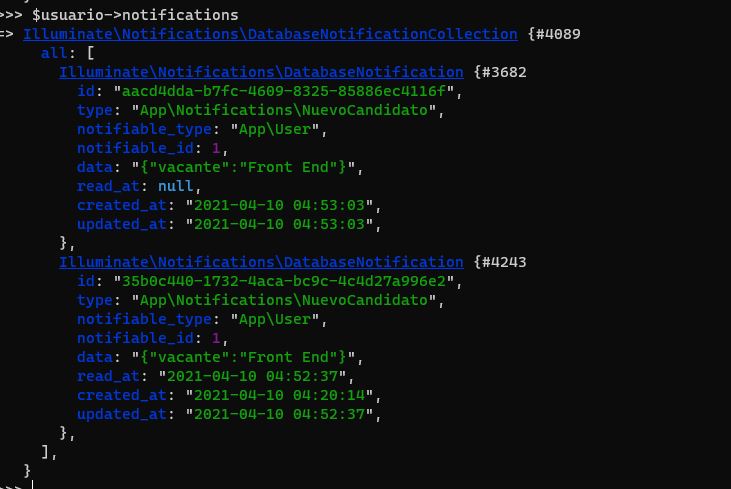 >>> $usuario->notifications
=> Illuminate\Notifications\DatabaseNotificationCollection {#4089
all: [
Illuminate\Notifications\DatabaseNotification {#3682
id: "aacd4dda-b7fc-4609-8325-85886ec4116f",
type: "App\Notifications\NuevoCandidato",
notifiable_type: "App\User",
notifiable_id: 1,
data: "{"vacante":"Front End"}",
read_at: null,
created_at: "2021-04-10 04:53:03",
updated_at: "2021-04-10 04:53:03",
},
Illuminate\Notifications\DatabaseNotification {#4243
id: "35b0c440-1732-4aca-bc9c-4c4d27a996e2",
type: "App\Notifications\NuevoCandidato",
notifiable_type: "App\User",
notifiable_id: 1,
data: "{"vacante":"Front End"}",
read_at: "2021-04-10 04:52:37",
created_at: "2021-04-10 04:20:14",
updated_at: "2021-04-10 04:52:37",
},
],
}
>>>